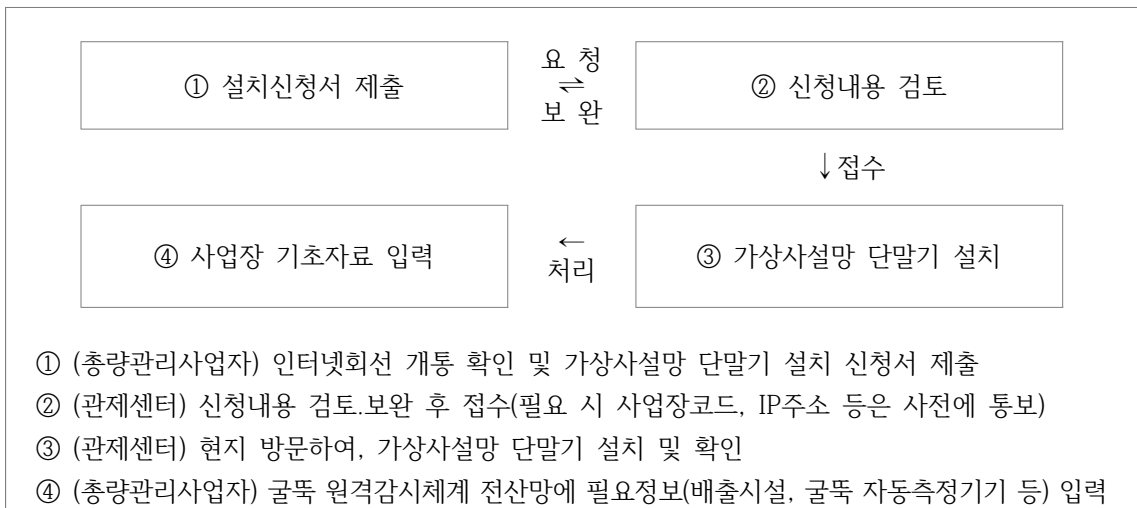 ① 설치신청서 제출
요 청
⇌
보 완
② 신청내용 검토
↓접수
④ 사업장 기초자료 입력
←
처리
③ 가상사설망 단말기 설치
① (총량관리사업자) 인터넷회선 개통 확인 및 가상사설망 단말기 설치 신청서 제출
② (관제센터) 신청내용 검토.보완 후 접수(필요 시 사업장코드, IP주소 등은 사전에 통보)
③ (관제센터) 현지 방문하여, 가상사설망 단말기 설치 및 확인
④ (총량관리사업자) 굴뚝 원격감시체계 전산망에 필요정보(배출시설, 굴뚝 자동측정기기 등) 입력